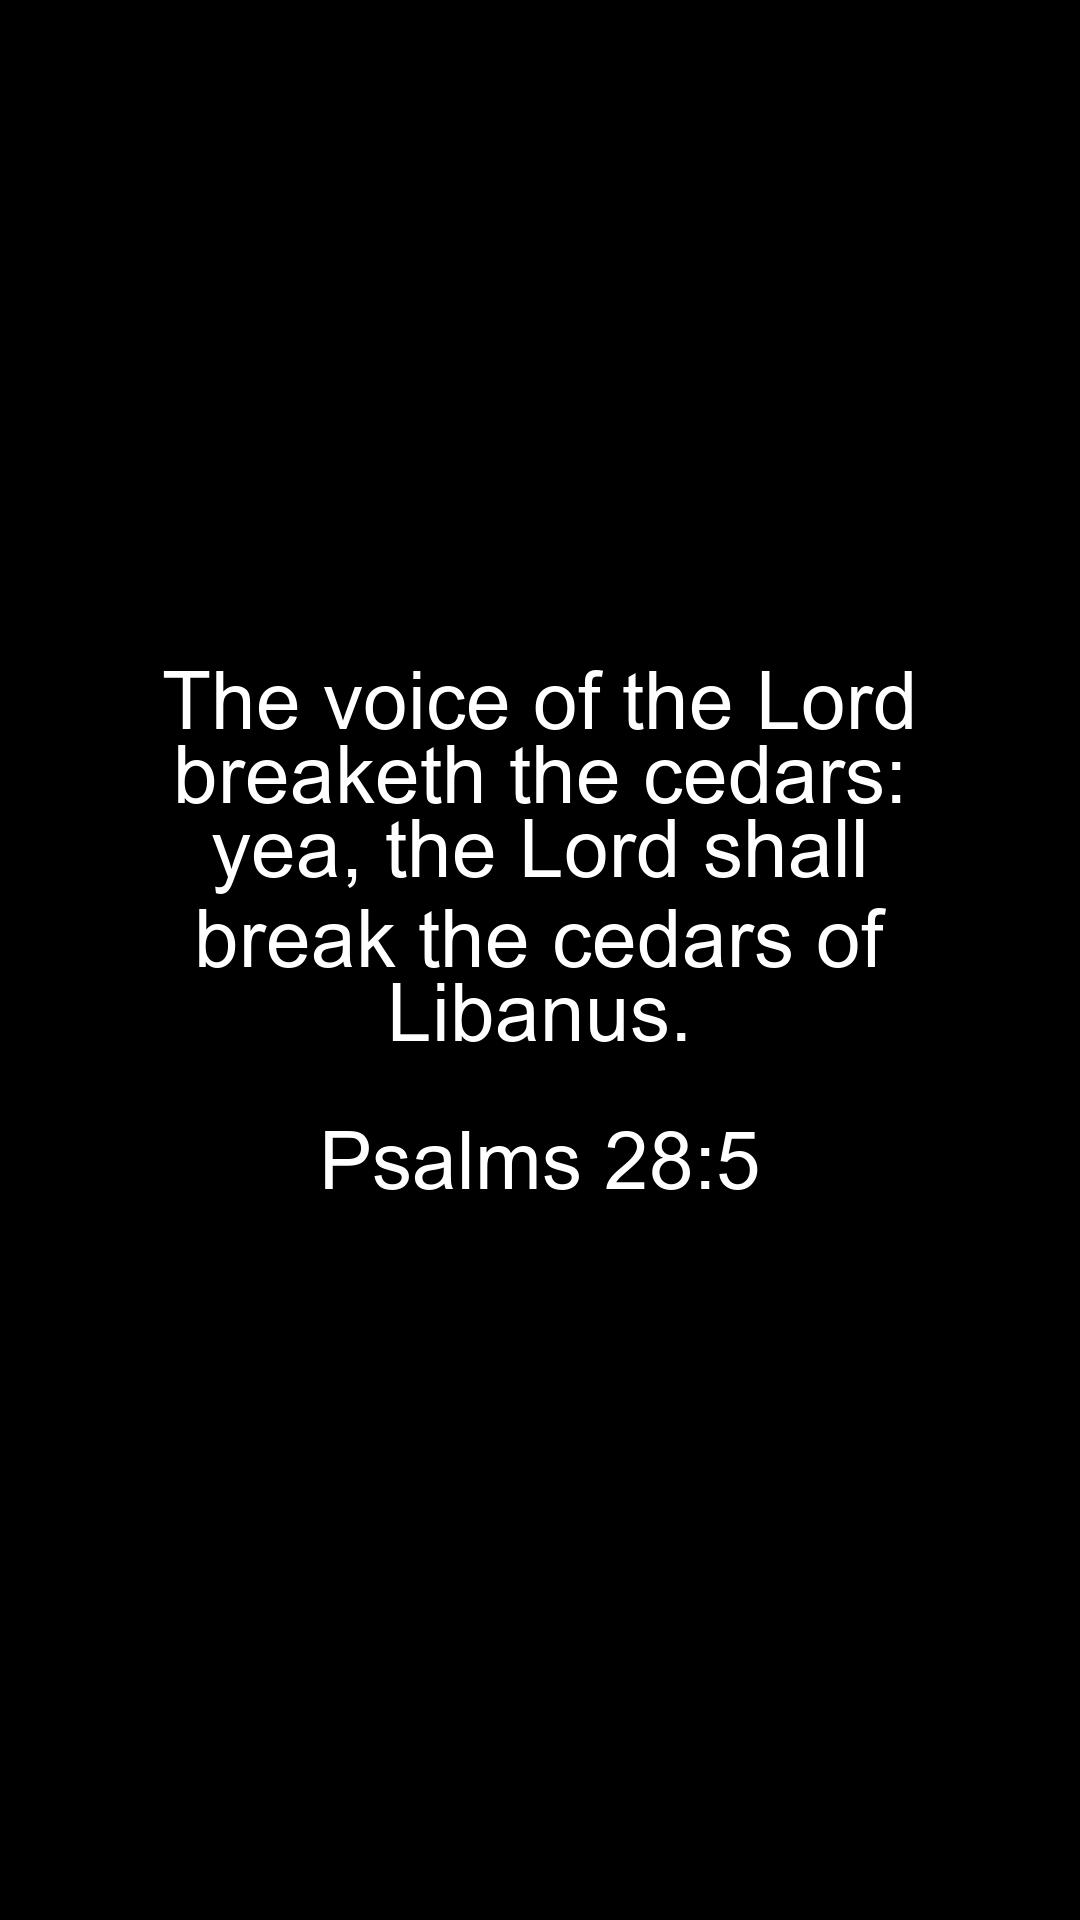 The voice of the Lord
breaketh the cedars:
yea, the Lord shall
break the cedars of
Libanus.
Psalms 28:5